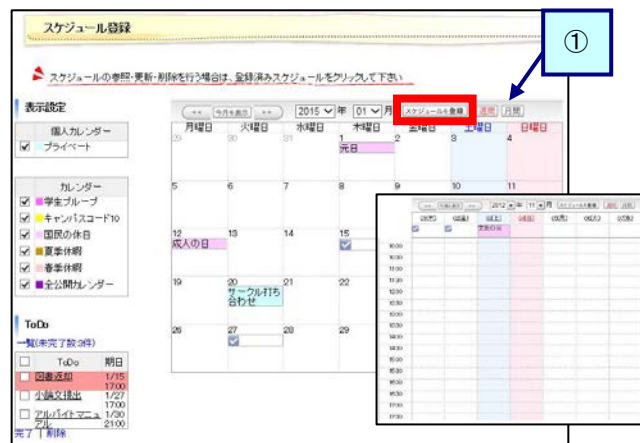 スケジュール登録
①
スケジュールの参照・更新・削除を行う場合は、登録済みスケジュールをクリックして下さい
表示設定
個人カレンダー
プライベート
カレンダー
学生グループ
キャンパスコード10
国民の休日
夏季休暇
春季休暇
全公開カレンダー
ToDo
一覧(未完了数:3件)
ToDo 期日
図書返却 1/15 17:00
小論文提出 1/27 17:00
アルバイトマニュアル 1/30 21:00
完了 | 削除
<< 今月を表示 >> 2015 年 01 月 スケジュールを登録 週間 月間
月曜日 火曜日 水曜日 木曜日 金曜日 土曜日 日曜日
29 30 31 1 2 3 4
元日
5 6 7 8 9 10 11
12 13 14 15
成人の日
19 20 21 22
サークル打ち合わせ
26 27 28 29
2012 年 11 月
文化の日